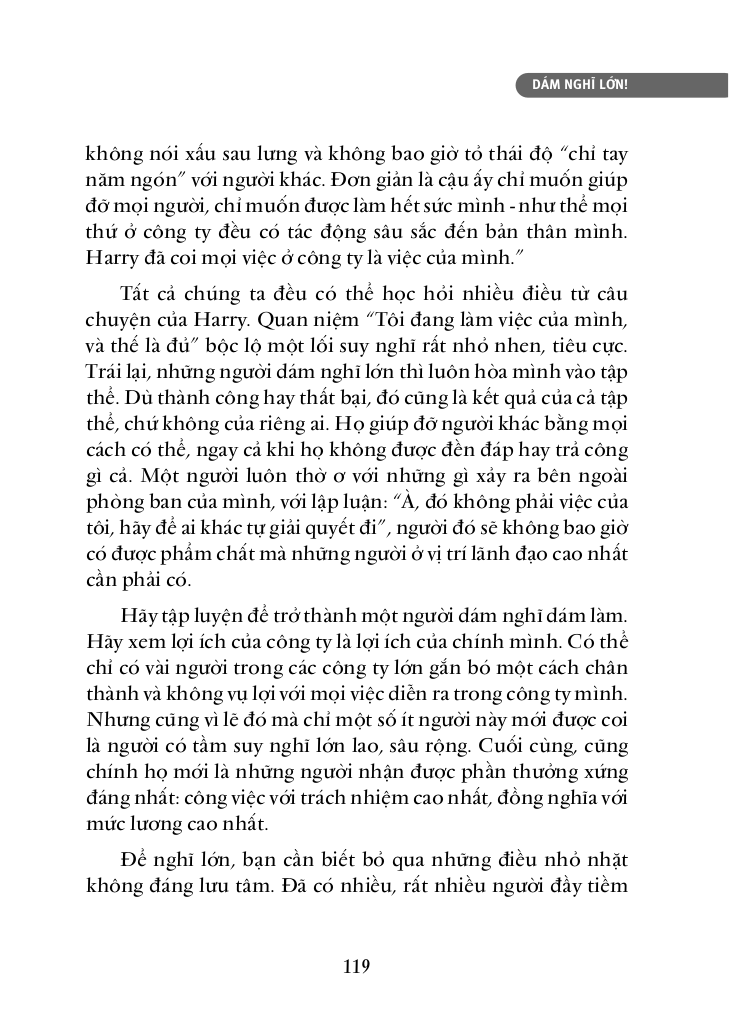 DÁM NGHĨ LỚN!
không nói xấu sau lưng và không bao giờ tỏ thái độ “chỉ tay
năm ngón” với người khác. Đơn giản là cậu ấy chỉ muốn giúp
đỡ mọi người, chỉ muốn được làm hết sức mình - như thể mọi
thứ ở công ty đều có tác động sâu sắc đến bản thân mình.
Harry đã coi mọi việc ở công ty là việc của mình.”
Tất cả chúng ta đều có thể học hỏi nhiều điều từ câu
chuyện của Harry. Quan niệm “Tôi đang làm việc của mình,
và thế là đủ” bộc lộ một lối suy nghĩ rất nhỏ nhen, tiêu cực.
Trái lại, những người dám nghĩ lớn thì luôn hòa mình vào tập
thể. Dù thành công hay thất bại, đó cũng là kết quả của cả tập
thể, chứ không của riêng ai. Họ giúp đỡ người khác bằng mọi
cách có thể, ngay cả khi họ không được đền đáp hay trả công
gì cả. Một người luôn thờ ơ với những gì xảy ra bên ngoài
phòng ban của mình, với lập luận: “À, đó không phải việc của
tôi, hãy để ai khác tự giải quyết đi”, người đó sẽ không bao giờ
có được phẩm chất mà những người ở vị trí lãnh đạo cao nhất
cần phải có.
Hãy tập luyện để trở thành một người dám nghĩ dám làm.
Hãy xem lợi ích của công ty là lợi ích của chính mình. Có thể
chỉ có vài người trong các công ty lớn gắn bó một cách chân
thành và không vụ lợi với mọi việc diễn ra trong công ty mình.
Nhưng cũng vì lẽ đó mà chỉ một số ít người này mới được coi
là người có tầm suy nghĩ lớn lao, sâu rộng. Cuối cùng, cũng
chính họ mới là những người nhận được phần thưởng xứng
đáng nhất: công việc với trách nhiệm cao nhất, đồng nghĩa với
mức lương cao nhất.
Để nghĩ lớn, bạn cần biết bỏ qua những điều nhỏ nhặt
không đáng lưu tâm. Đã có nhiều, rất nhiều người đầy tiềm
119